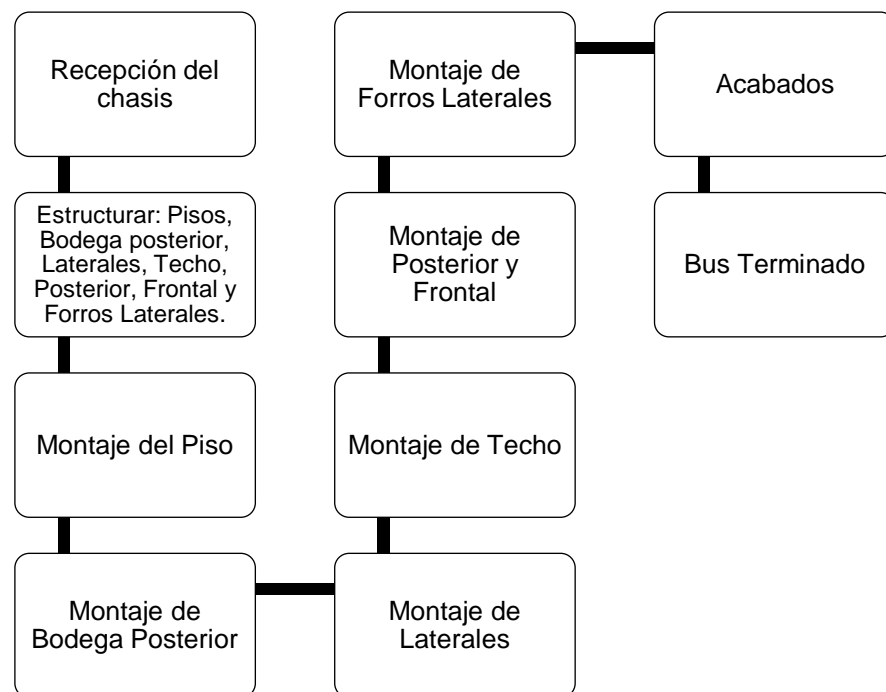 Recepción del
chasis
Estructurar: Pisos,
Bodega posterior,
Laterales, Techo,
Posterior, Frontal y
Forros Laterales.
Montaje del Piso
Montaje de
Bodega Posterior
Montaje de
Laterales
Montaje de Techo
Montaje de
Posterior y
Frontal
Montaje de
Forros Laterales
Acabados
Bus Terminado